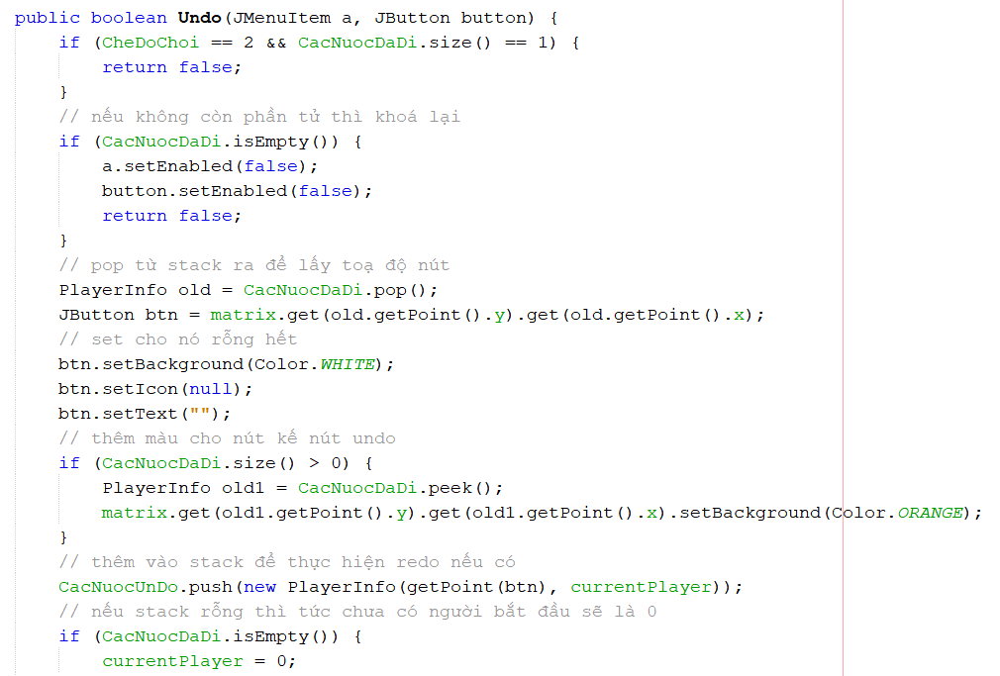 public boolean Undo(JMenuItem a, JButton button) {
    if (CheDoChoi == 2 && CacNuocDaDi.size() == 1) {
        return false;
    }
    // nếu không còn phần tử thì khoá lại
    if (CacNuocDaDi.isEmpty()) {
        a.setEnabled(false);
        button.setEnabled(false);
        return false;
    }
    // pop từ stack ra để lấy toạ độ nút
    PlayerInfo old = CacNuocDaDi.pop();
    JButton btn = matrix.get(old.getPoint().y).get(old.getPoint().x);
    // set cho nó rỗng hết
    btn.setBackground(Color.WHITE);
    btn.setIcon(null);
    btn.setText("");
    // thêm màu cho nút kế nút undo
    if (CacNuocDaDi.size() > 0) {
        PlayerInfo old1 = CacNuocDaDi.peek();
        matrix.get(old1.getPoint().y).get(old1.getPoint().x).setBackground(Color.ORANGE);
    }
    // thêm vào stack để thực hiện redo nếu có
    CacNuocUnDo.push(new PlayerInfo(getPoint(btn), currentPlayer));
    // nếu stack rỗng thì tức chưa có người bắt đầu sẽ là 0
    if (CacNuocDaDi.isEmpty()) {
        currentPlayer = 0;